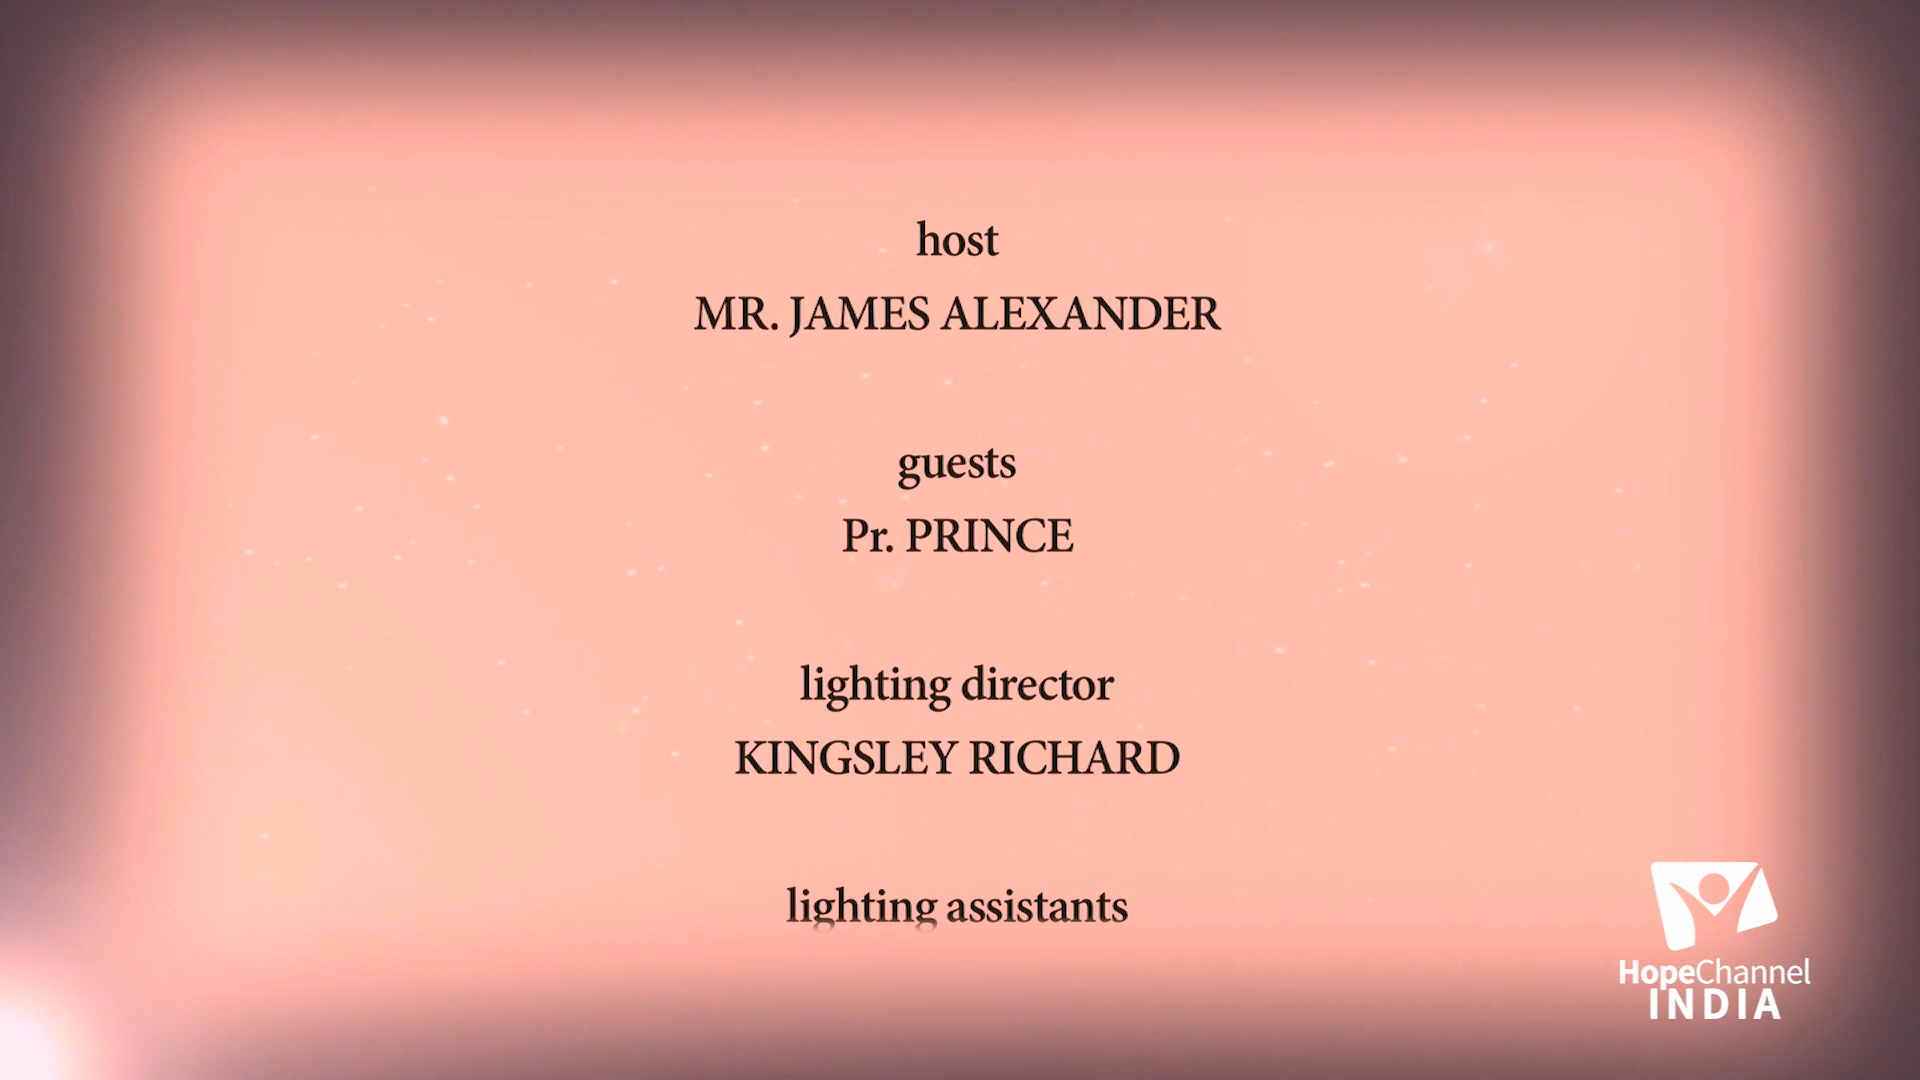 host
MR. JAMES ALEXANDER
guests
Pr. PRINCE
lighting director
KINGSLEY RICHARD
lighting assistants
HopeChannel
INDIA